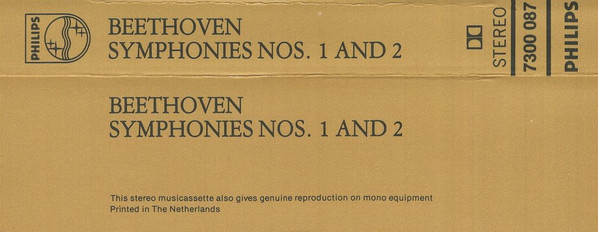 PHILIPS
BEETHOVEN
SYMPHONIES NOS. 1 AND 2
STEREO
7300 087
PHILIPS
BEETHOVEN
SYMPHONIES NOS. 1 AND 2
This stereo musicassette also gives genuine reproduction on mono equipment
Printed in The Netherlands